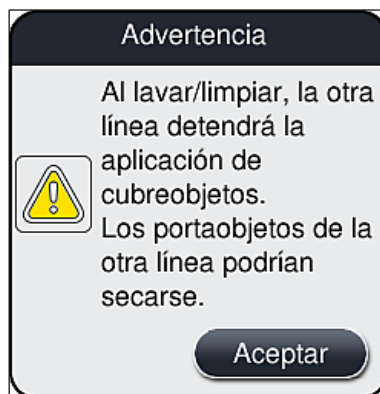 Advertencia
Al lavar/limpiar, la otra
línea detendrá la
aplicación de
cubreobjetos.
Los portaobjetos de la
otra línea podrían
secarse.
Aceptar